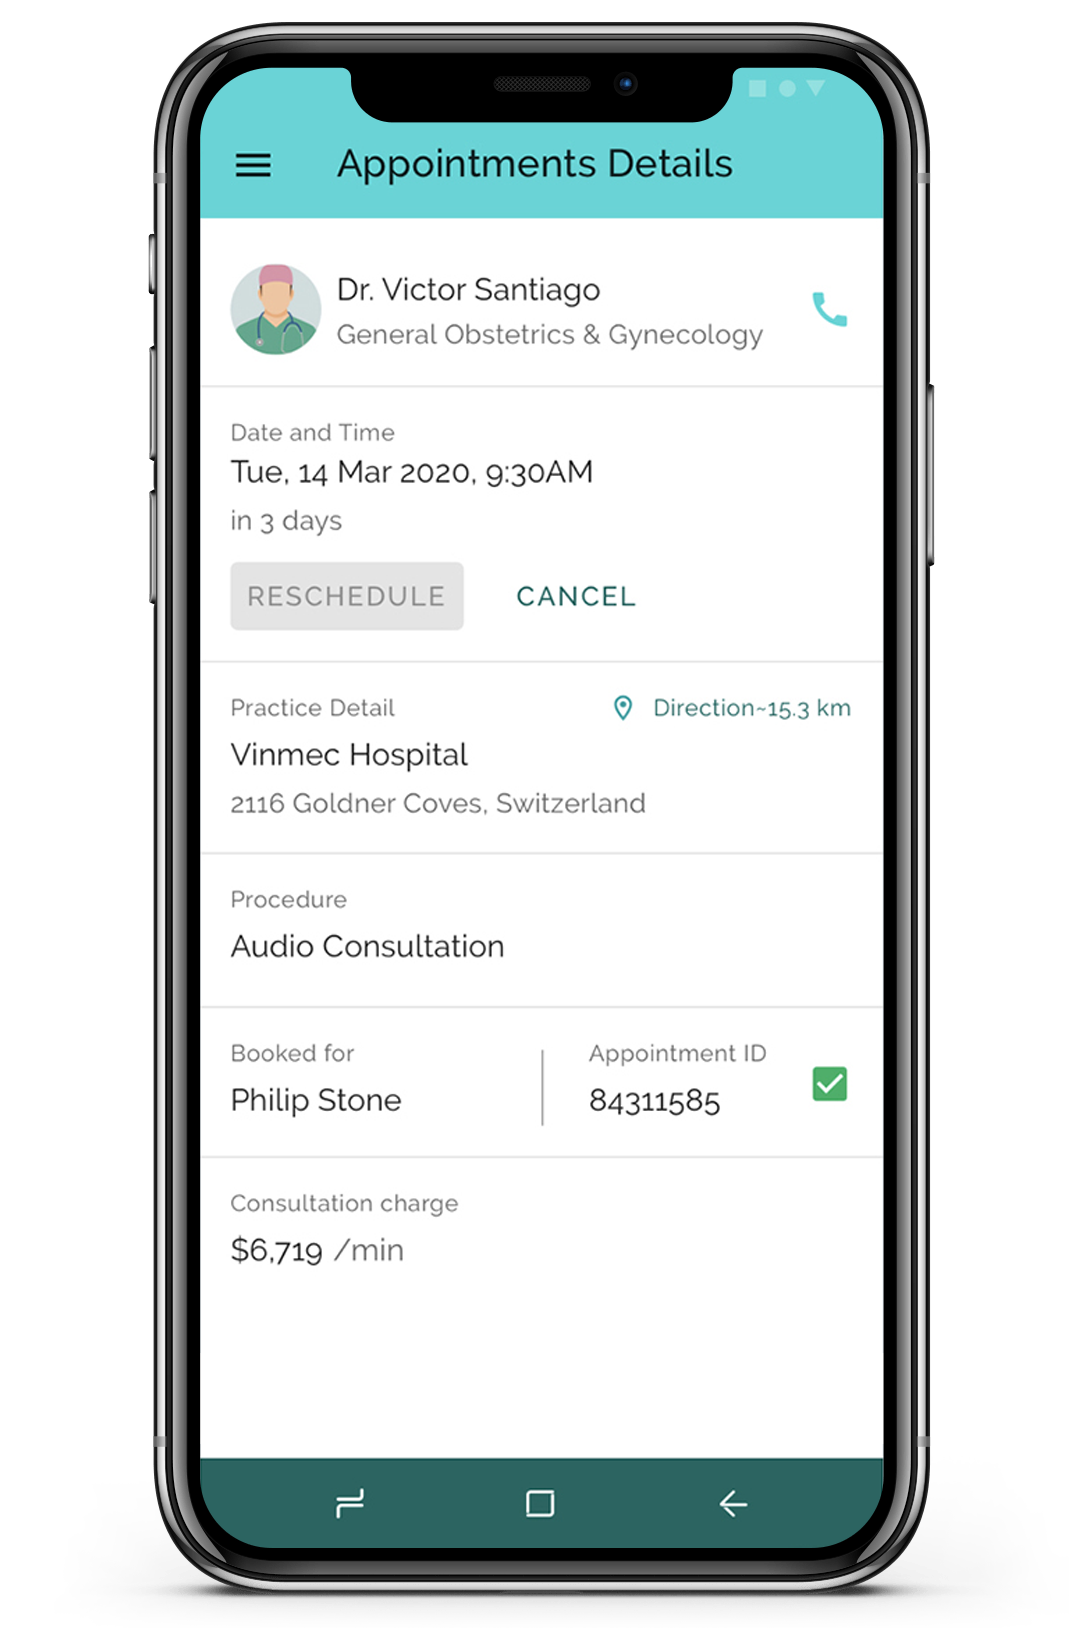 Appointments Details
Dr. Victor Santiago
General Obstetrics & Gynecology
Date and Time
Tue, 14 Mar 2020, 9:30AM
in 3 days
RESCHEDULE CANCEL
Practice Detail Direction~15.3 km
Vinmec Hospital
2116 Goldner Coves, Switzerland
Procedure
Audio Consultation
Booked for Appointment ID
Philip Stone 84311585
Consultation charge
$6,719 /min